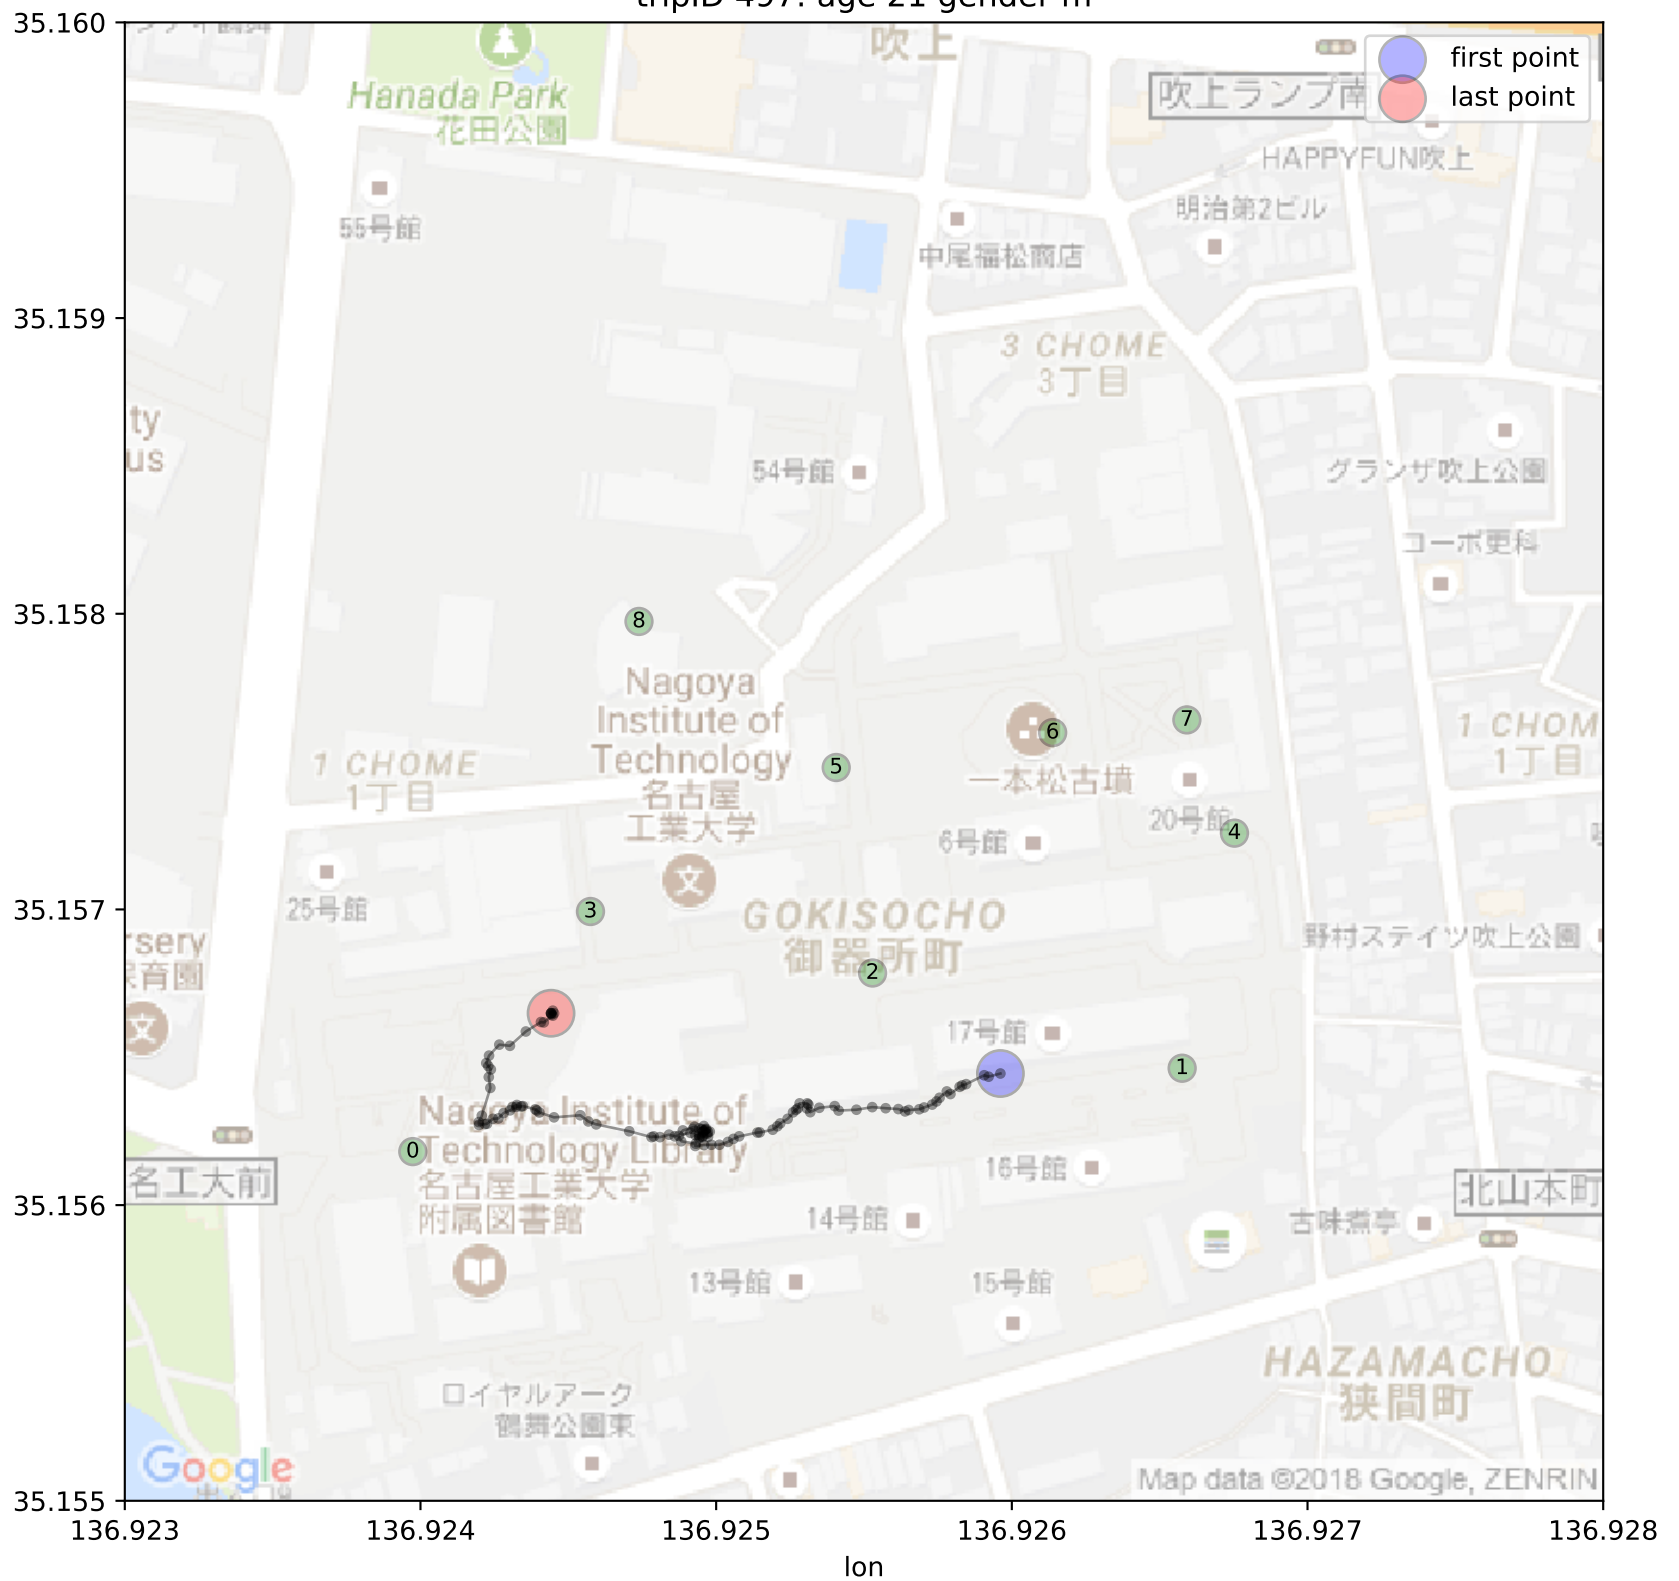 tripID 497: age 21 gender m
35.160
35.159
35.158
35.157
35.156
35.155
136.923
136.924
136.925
136.926
136.927
136.928
lon
first point
last point
吹上
Hanada Park
花田公園
吹上ランプ南
HAPPYFUN吹上
明治第2ビル
55号館
中尾福松商店
3 CHOME
3丁目
ty
us
54号館
グランザ吹上公園
コーポ更科
8
Nagoya
Institute of
Technology
名古屋
工業大学
1 CHOME
1丁目
5
6
7
一本松古墳
1 CHOM
1丁目
20号館
4
6号館
25号館
3
GOKISOCHO
御器所町
2
野村ステイツ吹上公園
rsery
保育園
17号館
1
Nagoya Institute of
Technology Library
名古屋工業大学
附属図書館
0
名工大前
16号館
北山本町
14号館
古味煮亭
13号館
15号館
HAZAMACHO
狭間町
ロイヤルアーク
鶴舞公園東
Google
Map data ©2018 Google, ZENRIN